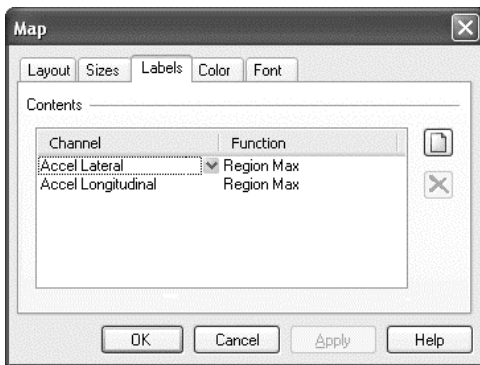 Map
Layout Sizes Labels Color Font
Contents
Channel Function
Accel Lateral Region Max
Accel Longitudinal Region Max
OK Cancel Apply Help